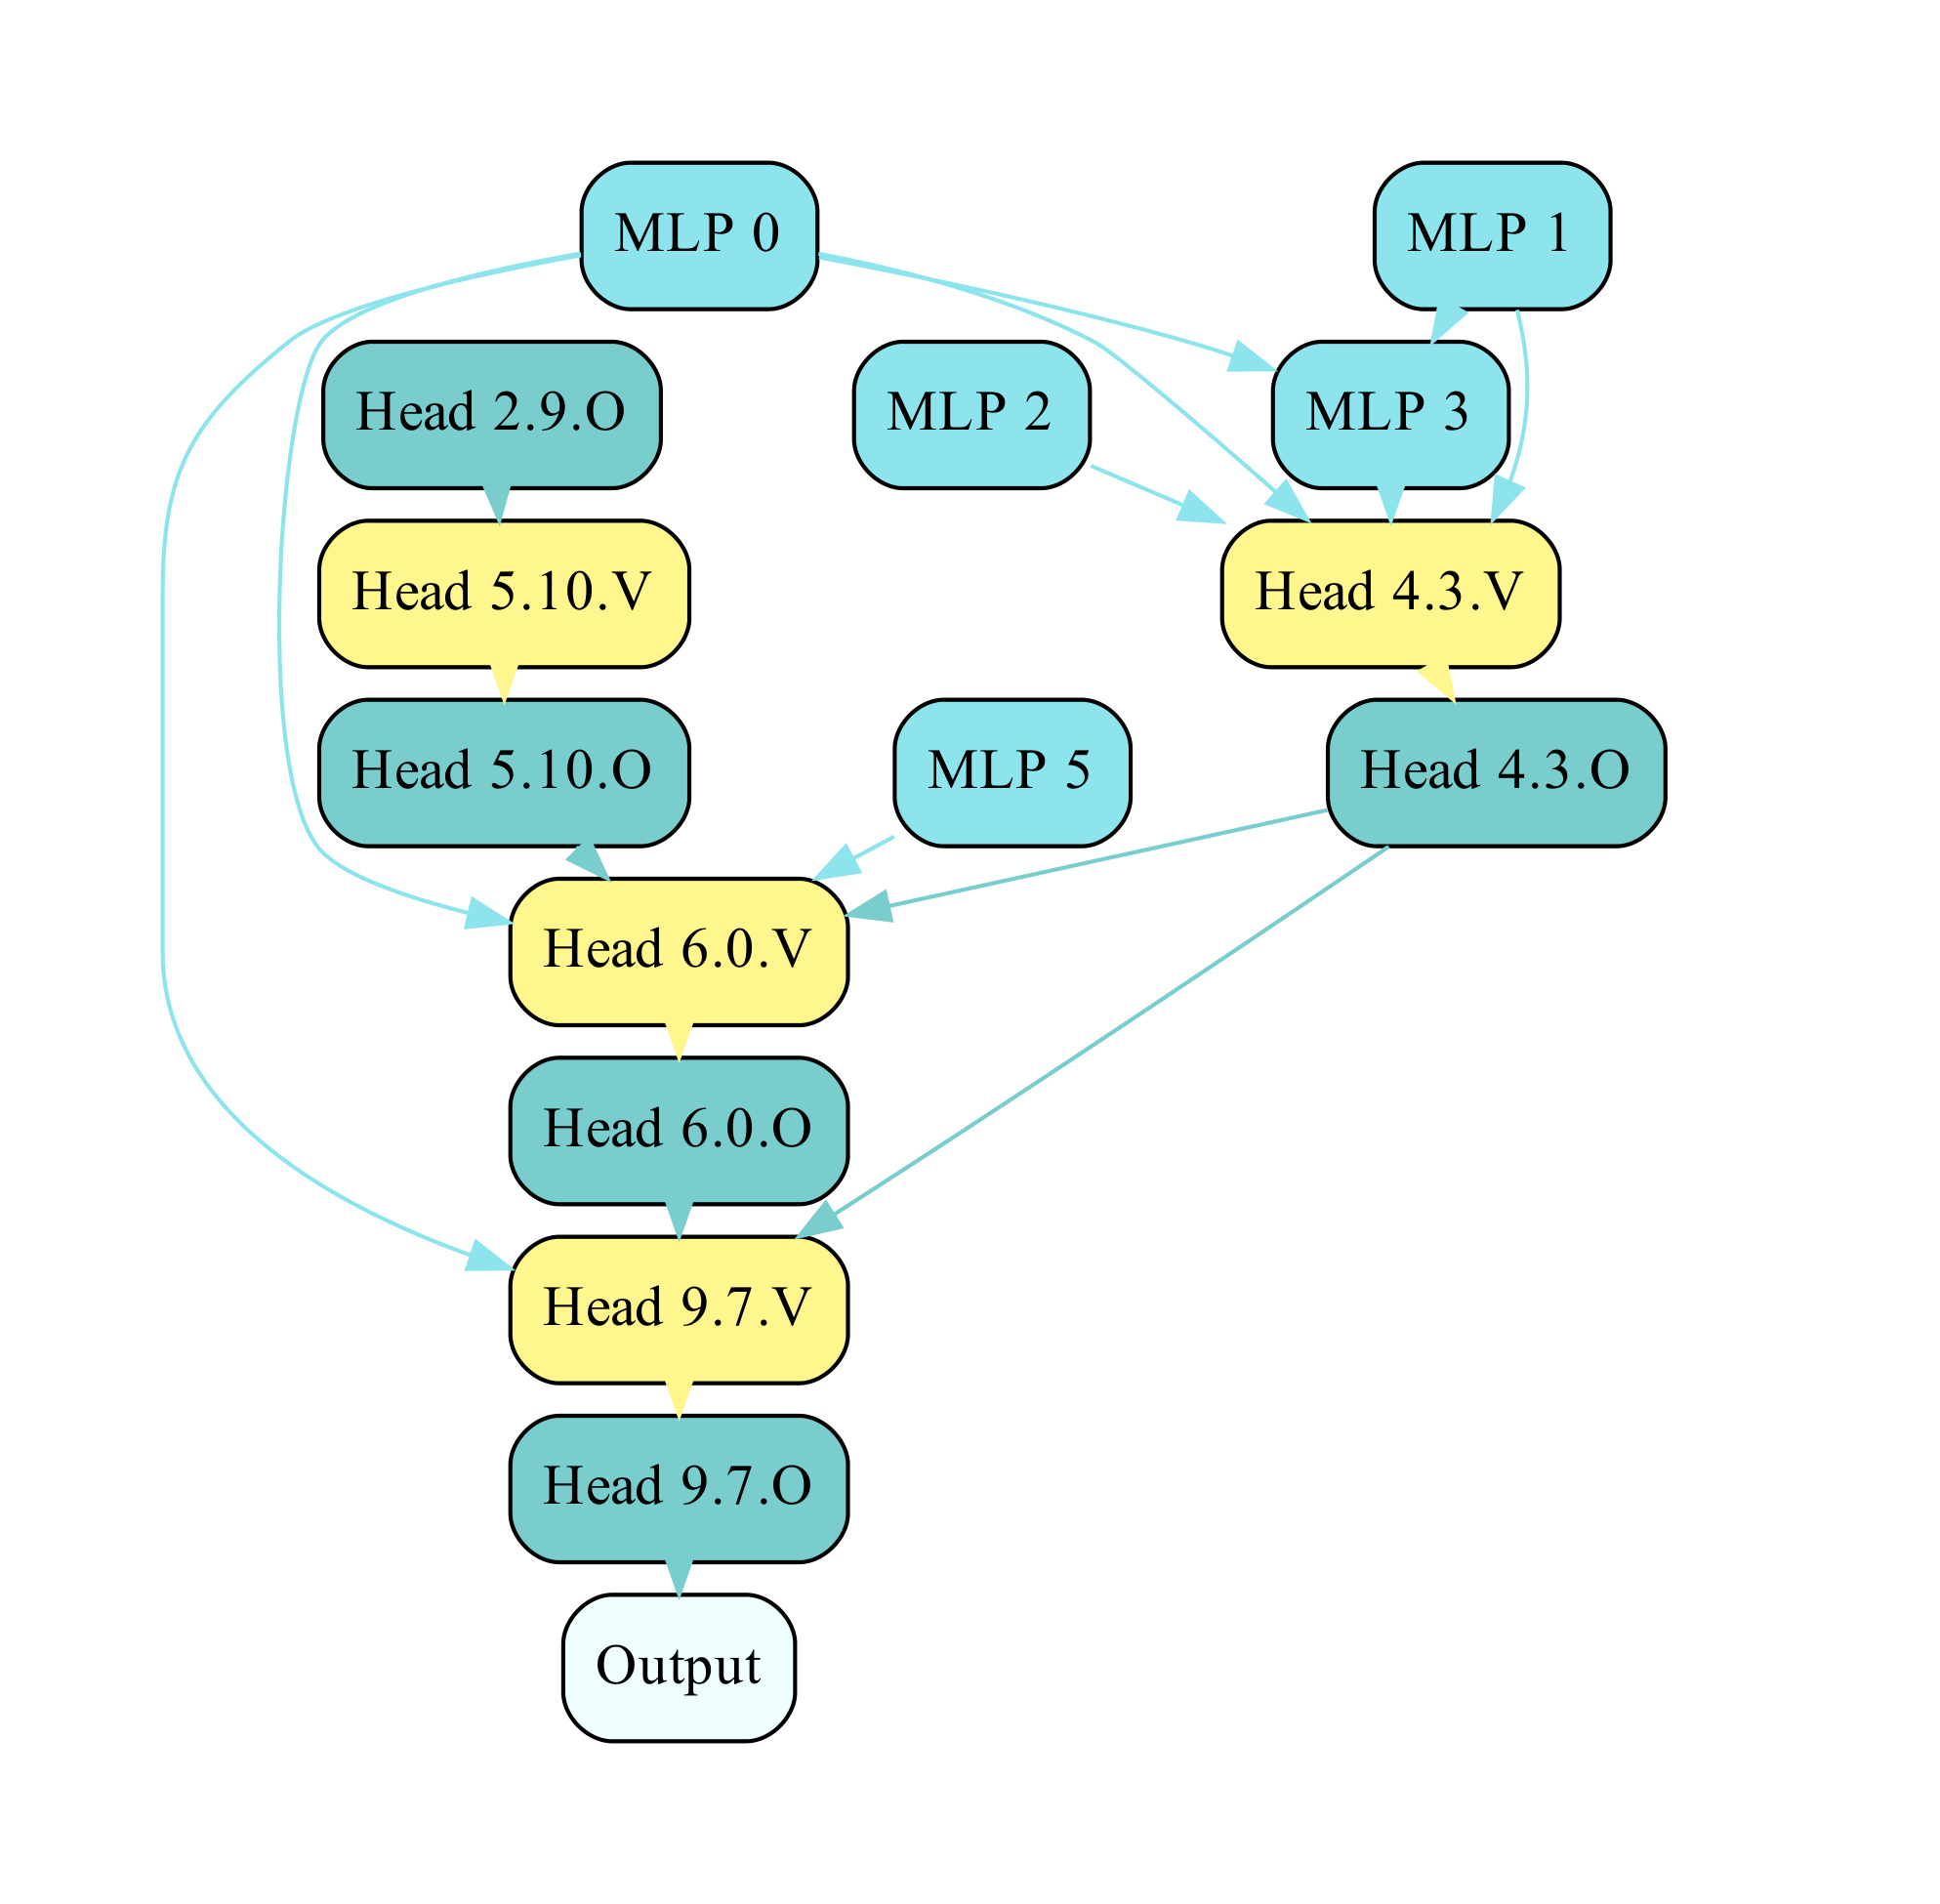 MLP 0
MLP 1
Head 2.9.O
MLP 2
MLP 3
Head 5.10.V
Head 4.3.V
Head 5.10.O
MLP 5
Head 4.3.O
Head 6.0.V
Head 6.0.O
Head 9.7.V
Head 9.7.O
Output